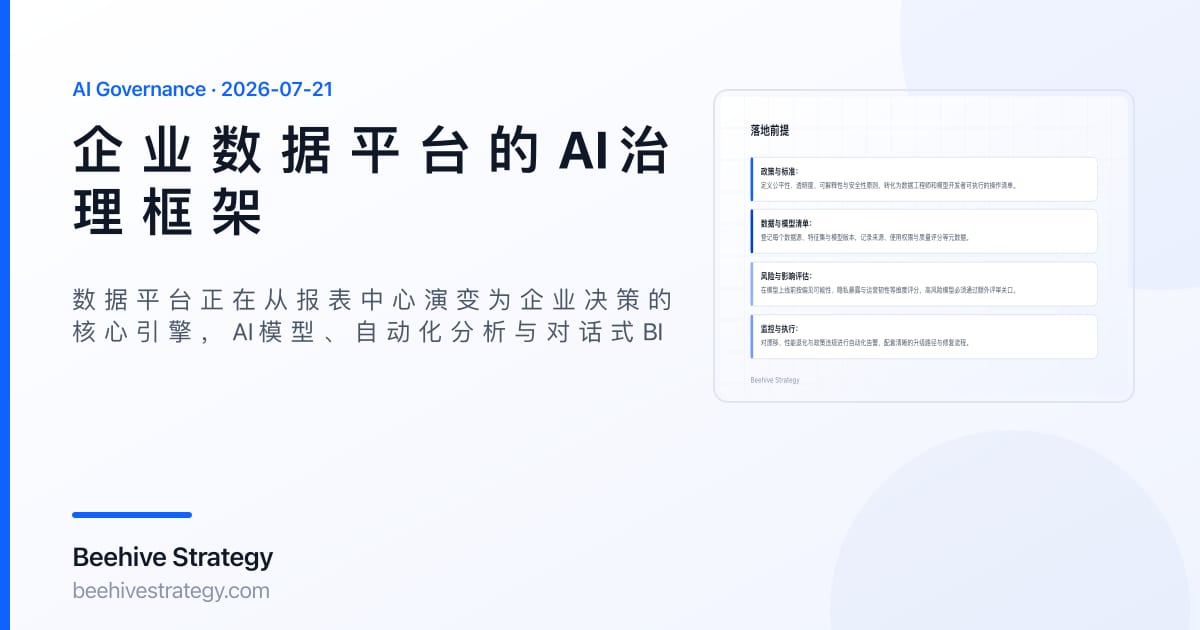 AI Governance · 2026-07-21
企业数据平台的AI治
理框架
数据平台正在从报表中心演变为企业决策的
核心引擎，AI模型、自动化分析与对话式BI
Beehive Strategy
beehivestrategy.com
落地前提
政策与标准：
定义公平性、透明度、可解释性与安全性原则，转化为数据工程师和模型开发者可执行的操作清单。
数据与模型清单：
登记每个数据源、特征集与模型版本，记录来源、使用权限与质量评分等元数据。
风险与影响评估：
在模型上线前按偏见可能性、隐私暴露与运营韧性等维度评分，高风险模型必须通过额外评审关口。
监控与执行：
对漂移、性能退化与政策违规进行自动化告警，配套清晰的升级路径与修复流程。
Beehive Strategy